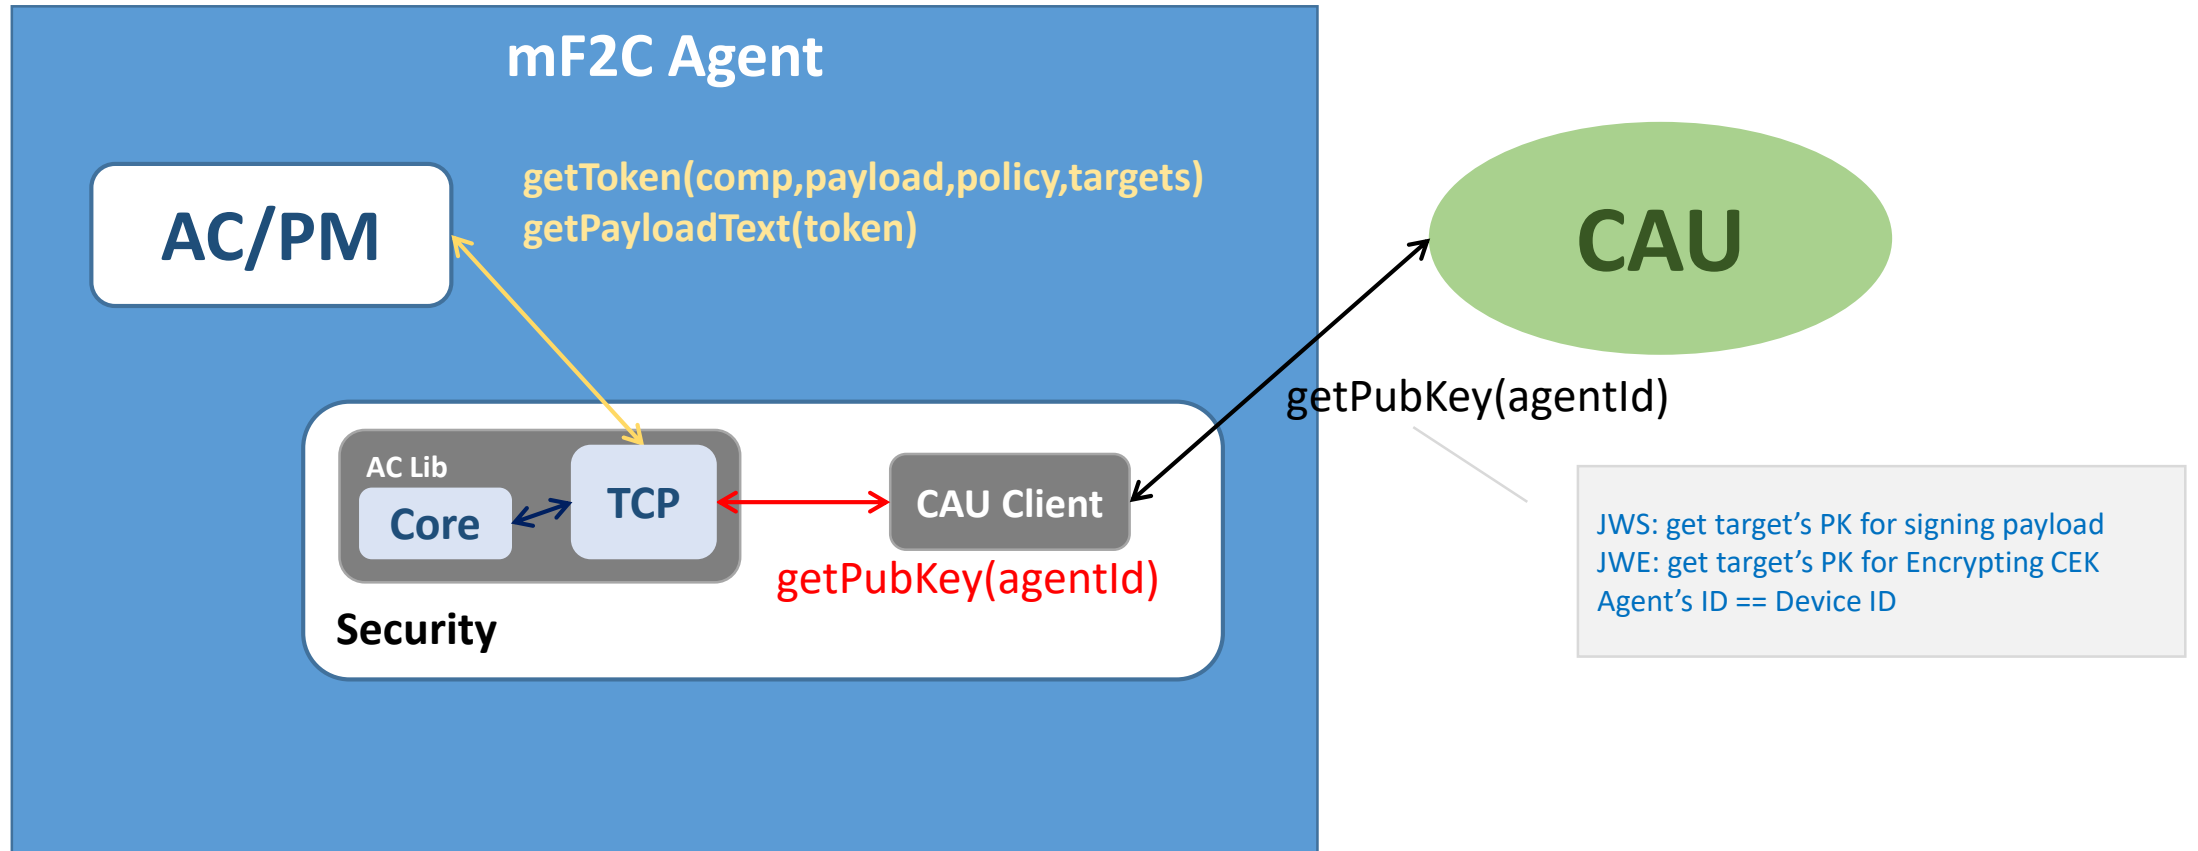 mF2C Agent
getToken(comp,payload,policy,targets)
getPayloadText(token)
AC/PM
CAU
getPubKey(agentId)
AC Lib
Core
TCP
CAU Client
getPubKey(agentId)
Security
JWS: get target’s PK for signing payload
JWE: get target’s PK for Encrypting CEK
Agent’s ID == Device ID